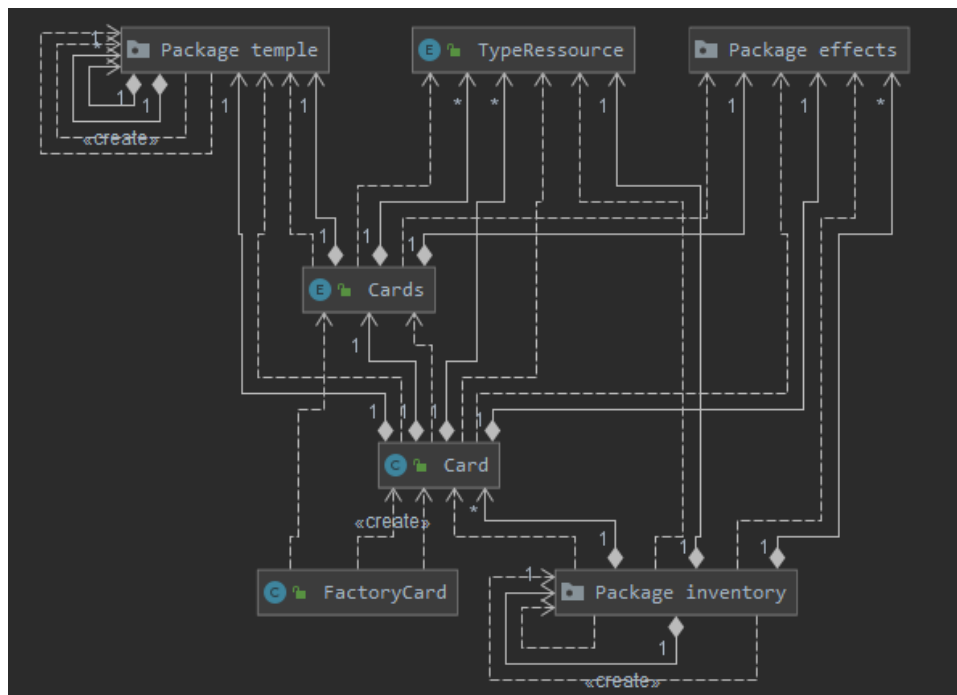 1 Package temple
*
E TypeRessource
Package effects
1 1
1 1 * * 1 1 1 *
«create»
1 1 1
E Cards
1
1 1 1 1
C Card
*
«create»
1 1 1
C FactoryCard
1 Package inventory
1
«create»